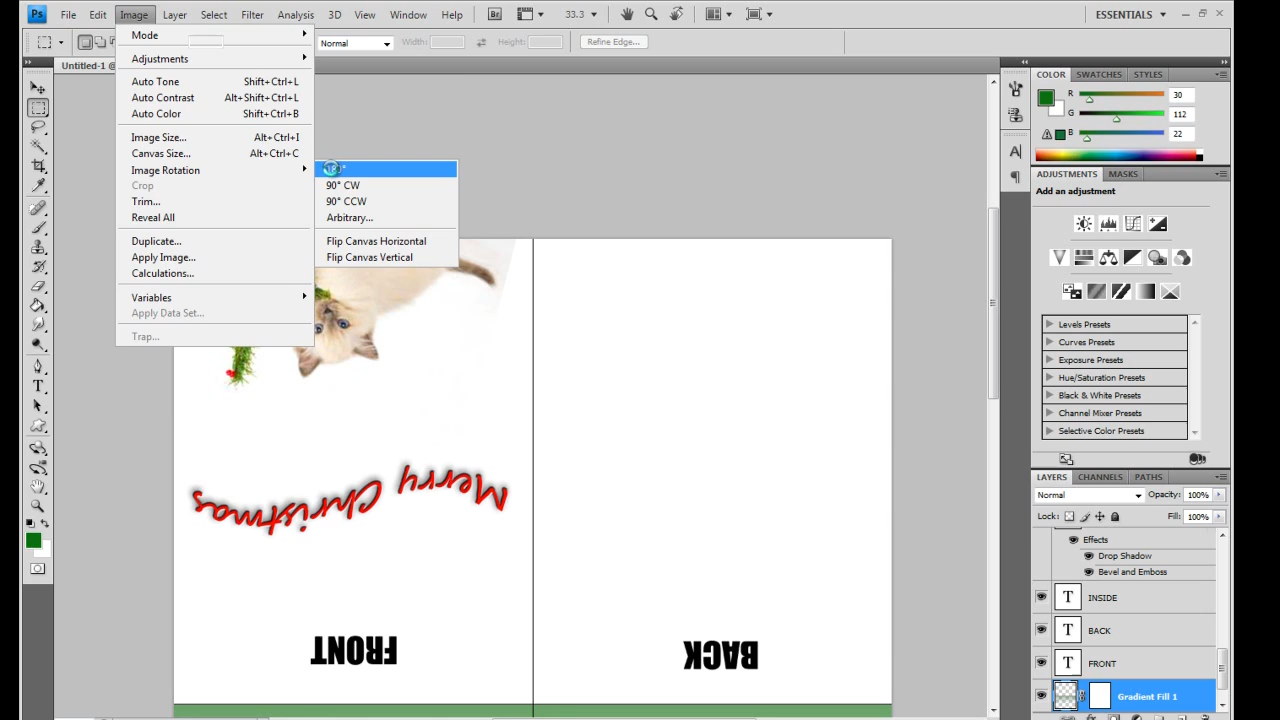 Ps File Edit Image Layer Select Filter Analysis 3D View Window Help Br 33.3 ESSENTIALS
Normal Width: Height: Refine Edge...
Untitled-1 @
Mode
Adjustments
Auto Tone Shift+Ctrl+L
Auto Contrast Alt+Shift+Ctrl+L
Auto Color Shift+Ctrl+B
Image Size... Alt+Ctrl+I
Canvas Size... Alt+Ctrl+C
Image Rotation
Crop
Trim...
Reveal All
Duplicate...
Apply Image...
Calculations...
Variables
Apply Data Set...
Trap...
180°
90° CW
90° CCW
Arbitrary...
Flip Canvas Horizontal
Flip Canvas Vertical
Merry Christmas
FRONT
BACK
COLOR SWATCHES STYLES
R 30
G 112
B 22
ADJUSTMENTS MASKS
Add an adjustment
Levels Presets
Curves Presets
Exposure Presets
Hue/Saturation Presets
Black & White Presets
Channel Mixer Presets
Selective Color Presets
LAYERS CHANNELS PATHS
Normal Opacity: 100%
Lock: Fill: 100%
Effects
Drop Shadow
Bevel and Emboss
T INSIDE
T BACK
T FRONT
Gradient Fill 1